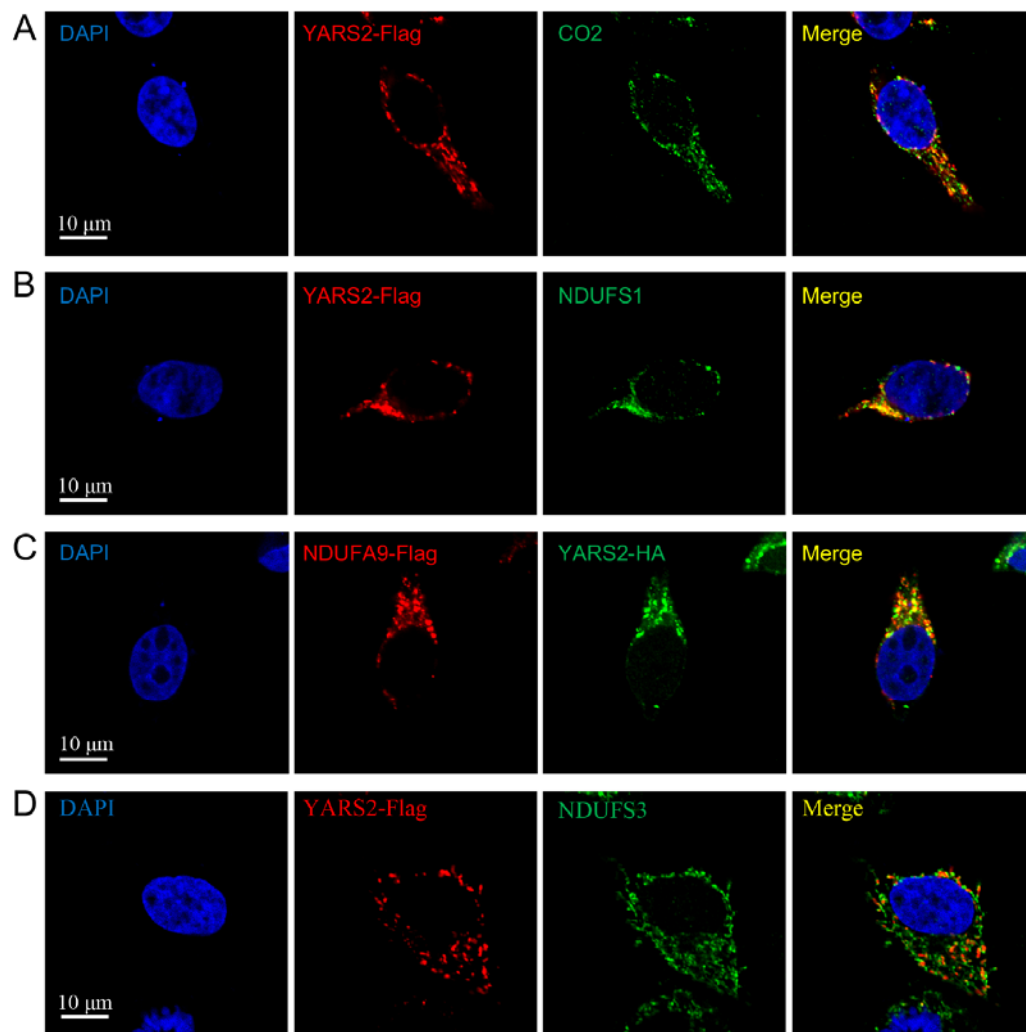 A
DAPI
YARS2-Flag
CO2
Merge
10 μm
B
DAPI
YARS2-Flag
NDUFS1
Merge
10 μm
C
DAPI
NDUFA9-Flag
YARS2-HA
Merge
10 μm
D
DAPI
YARS2-Flag
NDUFS3
Merge
10 μm